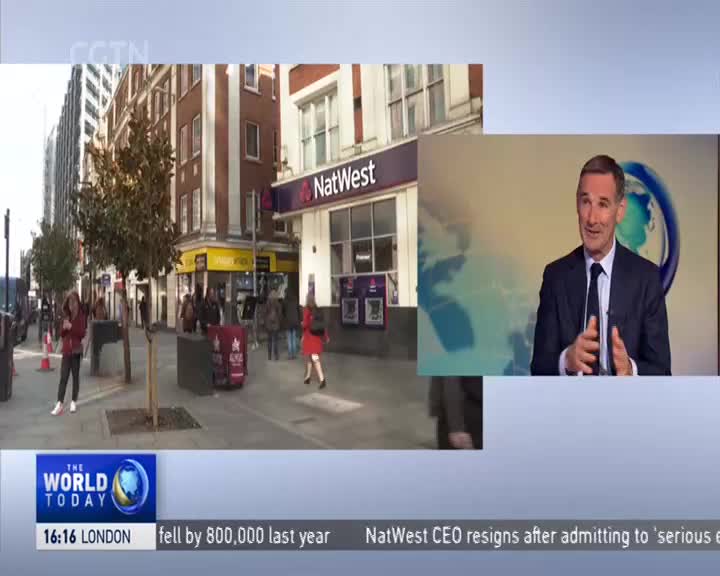 CGTN
NatWest
THE
WORLD
TODAY
16:16 LONDON
fell by 800,000 last year
NatWest CEO resigns after admitting to 'serious e